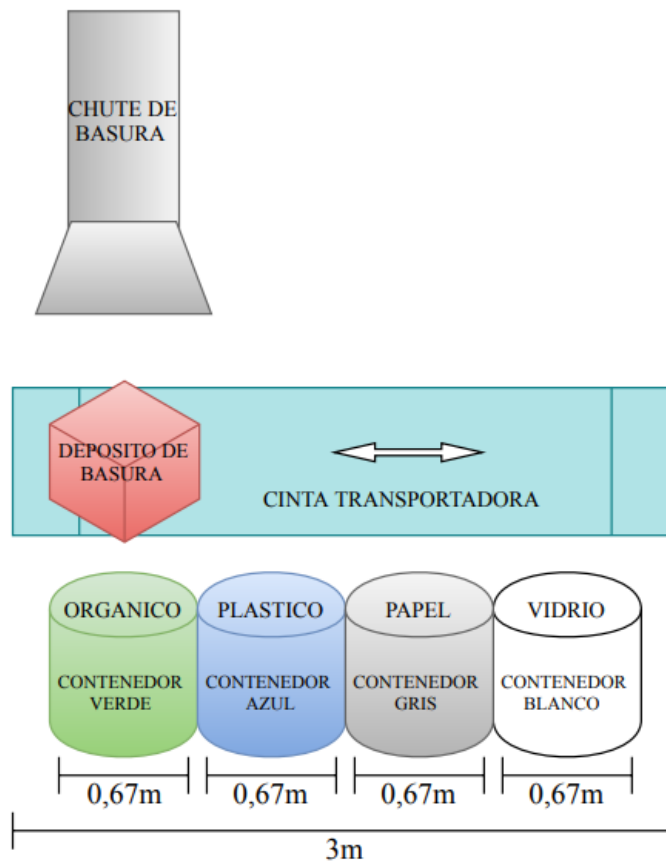 CHUTE DE
BASURA
DEPOSITO DE
BASURA
CINTA TRANSPORTADORA
ORGANICO
PLASTICO
PAPEL
VIDRIO
CONTENEDOR
VERDE
CONTENEDOR
AZUL
CONTENEDOR
GRIS
CONTENEDOR
BLANCO
0,67m
0,67m
0,67m
0,67m
3m